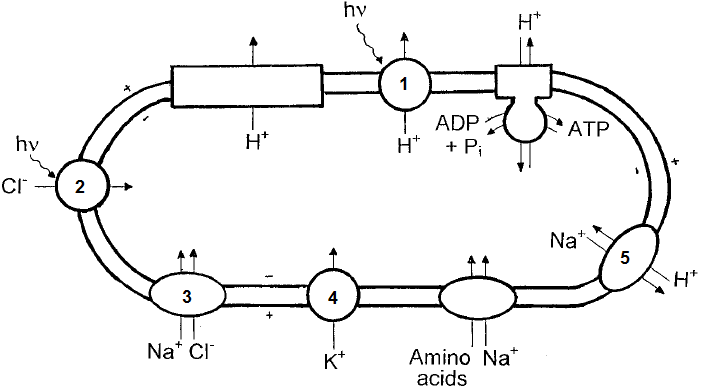 hν
H⁺
1
+
-
H⁺
H⁺
ADP
+ Pᵢ
ATP
hν
Cl⁻
2
+
-
Na⁺
5
H⁺
3
-
+
4
Na⁺ Cl⁻
K⁺
Amino
acids
Na⁺